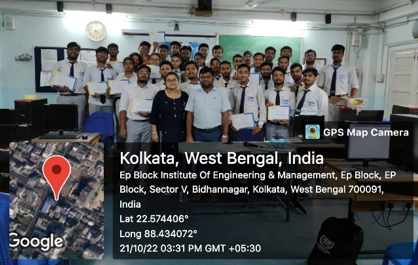 GPS Map Camera
Kolkata, West Bengal, India
Ep Block Institute Of Engineering & Management, Ep Block, EP
Block, Sector V, Bidhannagar, Kolkata, West Bengal 700091,
India
Lat 22.574406°
Long 88.434072°
21/10/22 03:31 PM GMT +05:30
Google